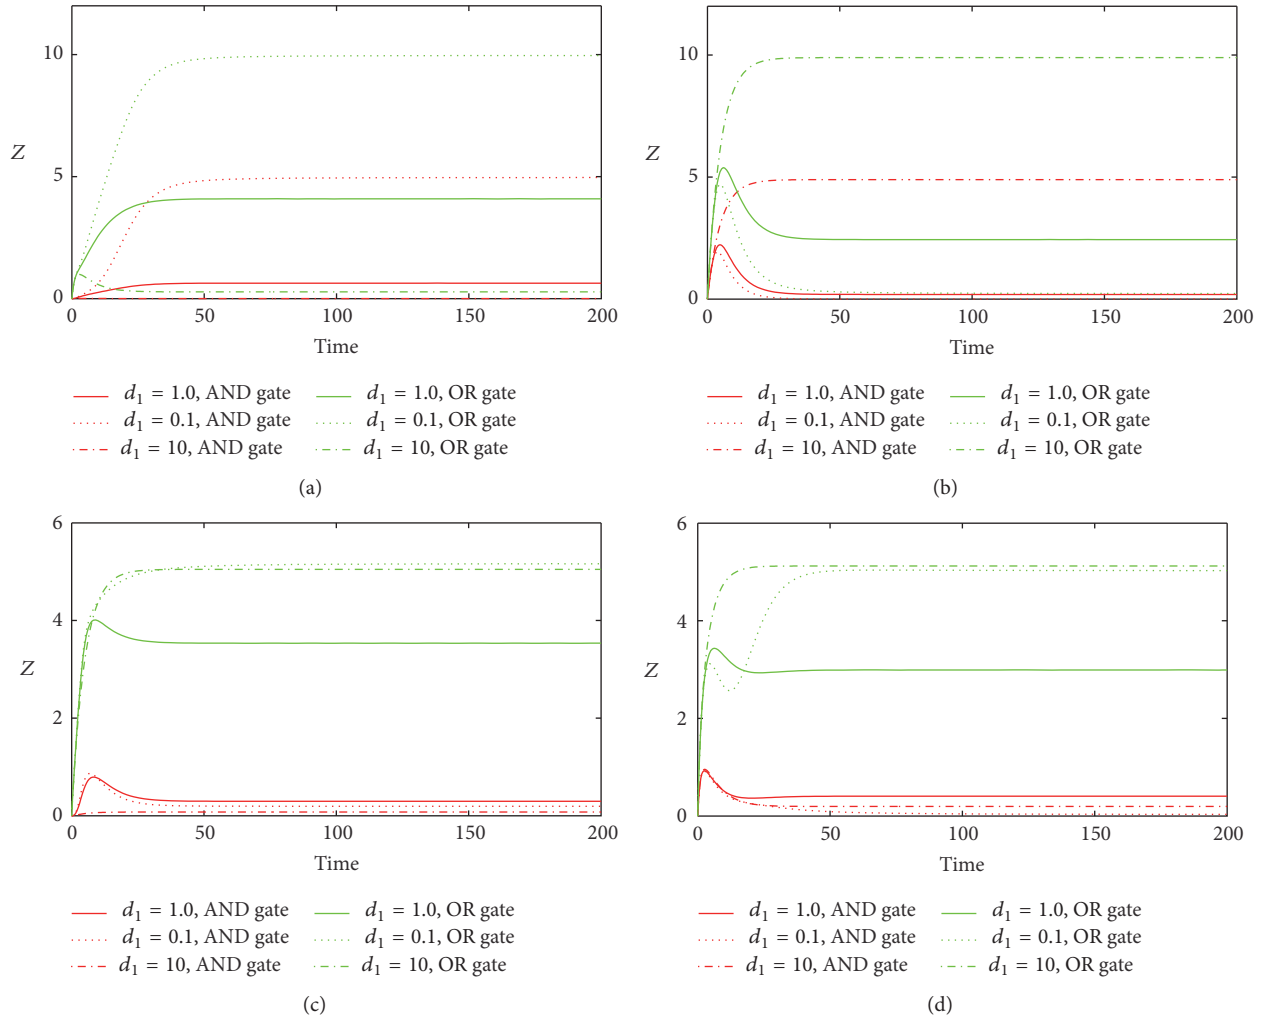 10
5
0
Z
0 50 100 150 200
Time
d1 = 1.0, AND gate d1 = 1.0, OR gate
d1 = 0.1, AND gate d1 = 0.1, OR gate
d1 = 10, AND gate d1 = 10, OR gate
(a)
10
5
0
Z
0 50 100 150 200
Time
d1 = 1.0, AND gate d1 = 1.0, OR gate
d1 = 0.1, AND gate d1 = 0.1, OR gate
d1 = 10, AND gate d1 = 10, OR gate
(b)
6
4
2
0
Z
0 50 100 150 200
Time
d1 = 1.0, AND gate d1 = 1.0, OR gate
d1 = 0.1, AND gate d1 = 0.1, OR gate
d1 = 10, AND gate d1 = 10, OR gate
(c)
6
4
2
0
Z
0 50 100 150 200
Time
d1 = 1.0, AND gate d1 = 1.0, OR gate
d1 = 0.1, AND gate d1 = 0.1, OR gate
d1 = 10, AND gate d1 = 10, OR gate
(d)